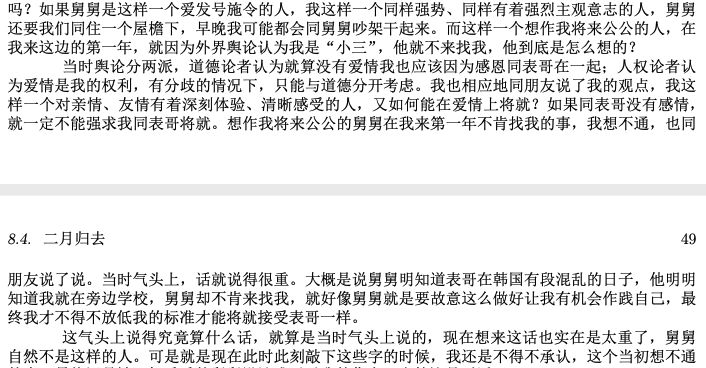 吗？如果舅舅是这样一个爱发号施令的人，我这样一个同样强势、同样有着强烈主观意志的人，舅舅
还要我们同住一个屋檐下，早晚我可能都会同舅舅吵架干起来。而这样一个想作我将来公公的人，在
我来这边的第一年，就因为外界舆论认为我是“小三”，他就不来找我，他到底是怎么想的？
当时舆论分两派，道德论者认为就算没有爱情我也应该因为感恩同表哥在一起；人权论者认
为爱情是我的权利，有分歧的情况下，只能与道德分开考虑。我也相应地同朋友说了我的观点，我这
样一个对亲情、友情有着深刻体验、清晰感受的人，又如何能在爱情上将就？如果同表哥没有感情，
就一定不能强求我同表哥将就。想作我将来公公的舅舅在我来第一年不肯找我的事，我想不通，也同
8.4. 二月归去 49
朋友说了说。当时气头上，话就说得很重。大概是说舅舅明知道表哥在韩国有段混乱的日子，他明明
知道我就在旁边学校，舅舅却不肯来找我，就好像舅舅就是要故意这么做好让我有机会作践自己，最
终我才不得不放低我的标准才能将就接受表哥一样。
这气头上说得究竟算什么话，就算是当时气头上说的，现在想来这话也实在是太重了，舅舅
自然不是这样的人。可是就是现在此时此刻敲下这些字的时候，我还是不得不承认，这个当初想不通